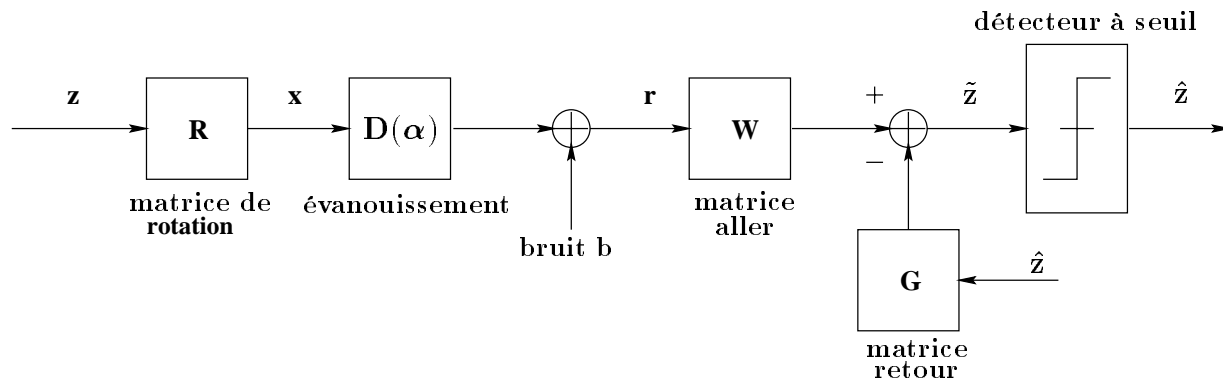 détecteur à seuil
z
R
x
D(α)
r
W
+
−
z̃
ẑ
matrice de
rotation
évanouissement
bruit b
matrice
aller
G
ẑ
matrice
retour